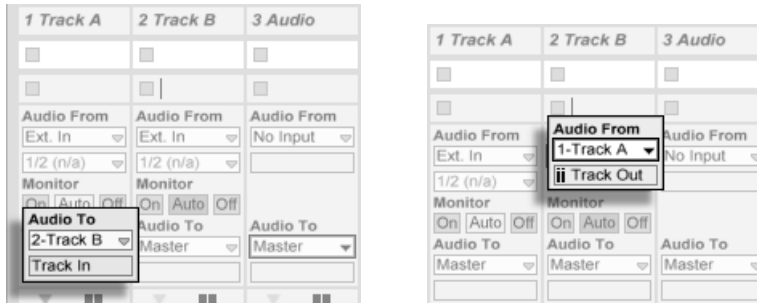 1 Track A 2 Track B 3 Audio
Audio From Audio From Audio From
Ext. In Ext. In No Input
1/2 (n/a) 1/2 (n/a)
Monitor Monitor
On Auto Off On Auto Off
Audio To
2-Track B
Track In
Audio To Audio To
Master Master
1 Track A 2 Track B 3 Audio
Audio From Audio From Audio From
Ext. In 1-Track A No Input
1/2 (n/a) ii Track Out
Monitor Monitor
On Auto Off On Auto Off
Audio To Audio To Audio To
Master Master Master